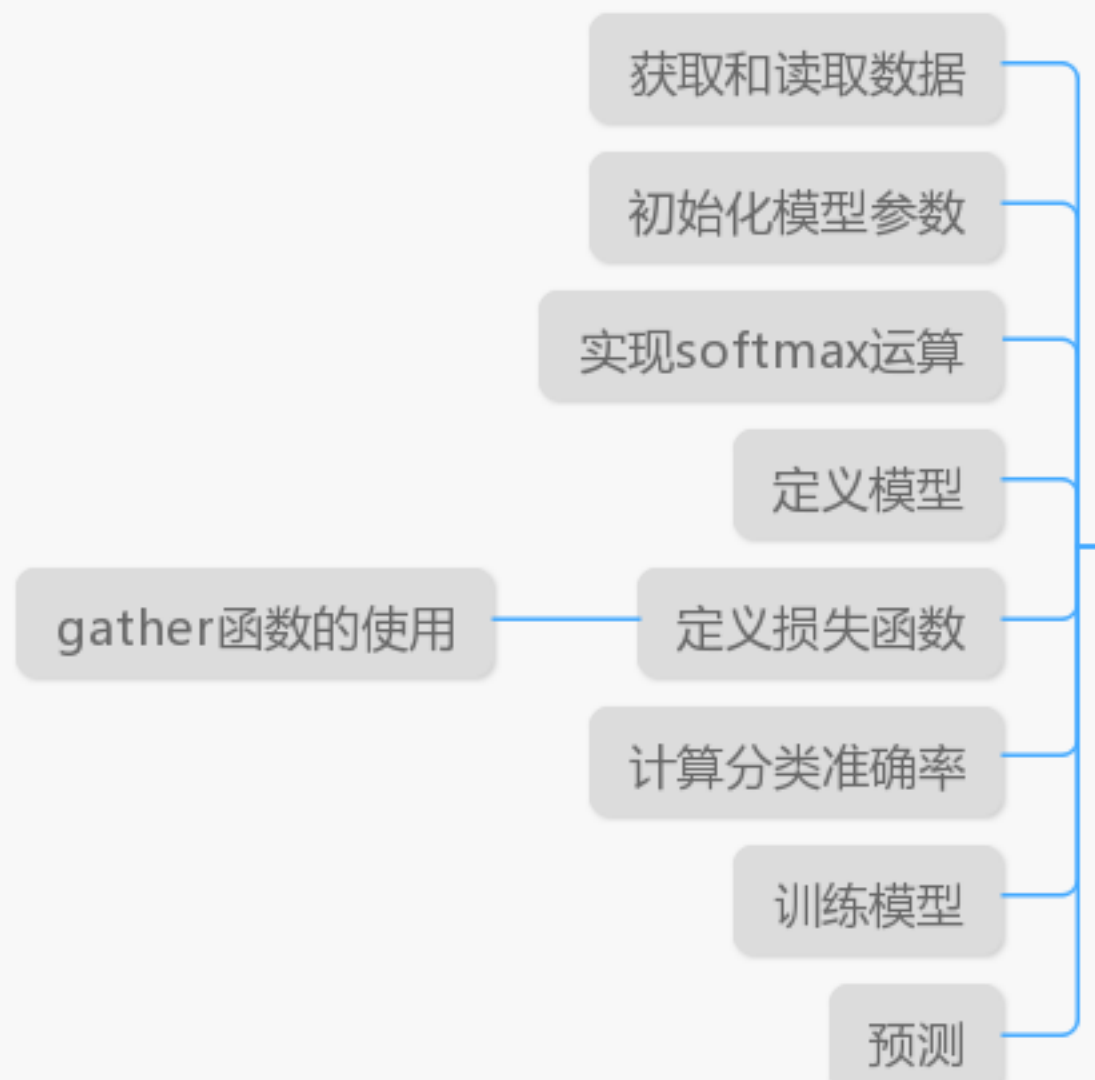 获取和读取数据
初始化模型参数
实现softmax运算
定义模型
gather函数的使用
定义损失函数
计算分类准确率
训练模型
预测